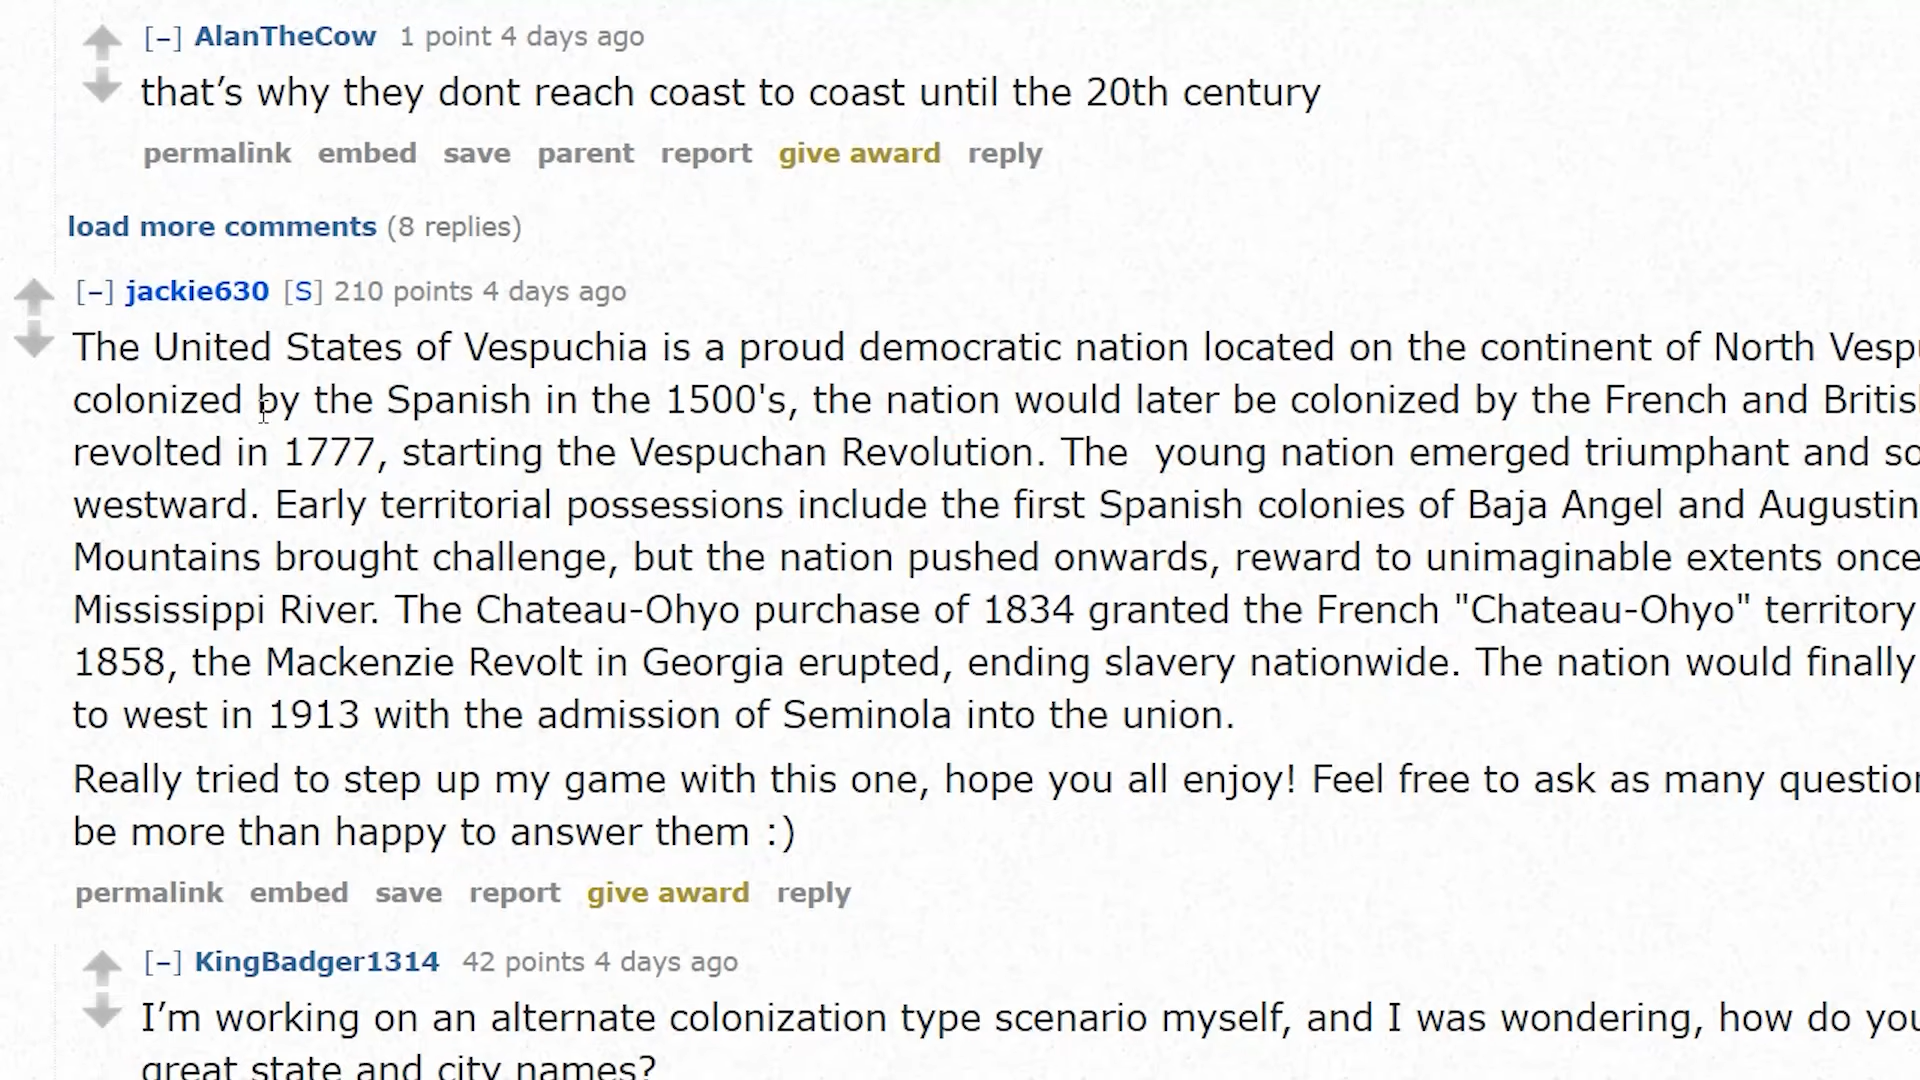 [–] AlanTheCow 1 point 4 days ago
that’s why they dont reach coast to coast until the 20th century
permalink embed save parent report give award reply
load more comments (8 replies)
[–] jackie630 [S] 210 points 4 days ago
The United States of Vespuchia is a proud democratic nation located on the continent of North
colonized by the Spanish in the 1500's, the nation would later be colonized by the French and
revolted in 1777, starting the Vespuchan Revolution. The young nation emerged triumphant and
westward. Early territorial possessions include the first Spanish colonies of Baja Angel and
Mountains brought challenge, but the nation pushed onwards, reward to unimaginable extents once
Mississippi River. The Chateau-Ohyo purchase of 1834 granted the French "Chateau-Ohyo" territory
1858, the Mackenzie Revolt in Georgia erupted, ending slavery nationwide. The nation would finally
to west in 1913 with the admission of Seminola into the union.
Really tried to step up my game with this one, hope you all enjoy! Feel free to ask as many
be more than happy to answer them :)
permalink embed save report give award reply
[–] KingBadger1314 42 points 4 days ago
I’m working on an alternate colonization type scenario myself, and I was wondering, how do you
great state and city names?